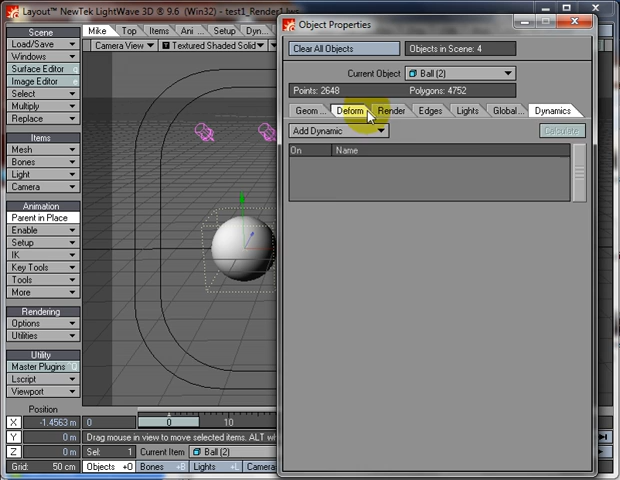 Layout™ NewTek LightWave 3D ® 9.6 (Win32) - test1_Render1.lws
Scene
Load/Save
Windows
Surface Editor
Image Editor
Select
Multiply
Replace
Items
Mesh
Bones
Light
Camera
Animation
Parent in Place
Enable
Setup
IK
Key Tools
Tools
More
Rendering
Options
Utilities
Utility
Master Plugins
Lscript
Viewport
Mike
Top
Items
Ani ...
Setup
Dyn...
Camera View
T Textured Shaded Solid
Object Properties
Clear All Objects
Objects in Scene: 4
Current Object
Ball (2)
Points: 2648
Polygons: 4752
Geom ...
Deform
Render
Edges
Lights
Global...
Dynamics
Add Dynamic
Calculate
On
Name
Position
X -1.4563 m
Y 0 m
Z 0 m
Grid: 50 cm
0
0
10
Drag mouse in view to move selected items. ALT
Sel: 1
Current Item
Ball (2)
Objects +O
Bones +B
Lights +L
Camera